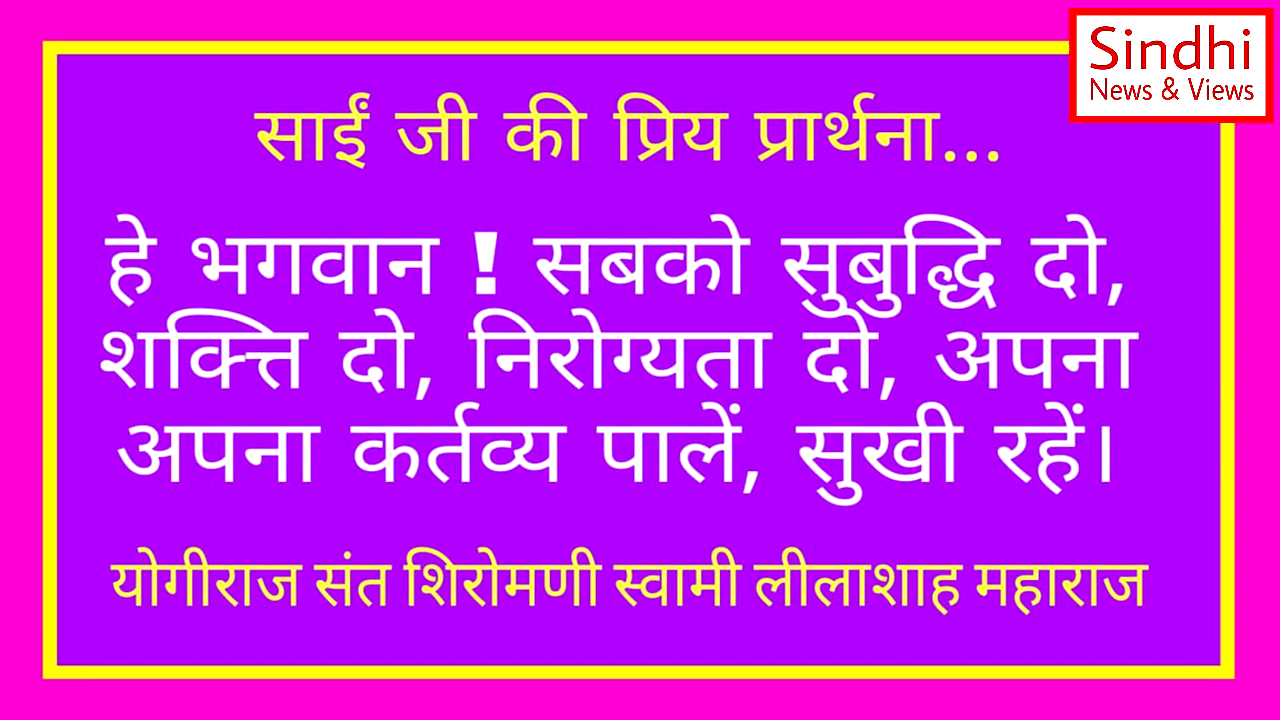 Sindhi
News & Views
साईं जी की प्रिय प्रार्थना...
हे भगवान ! सबको सुबुद्धि दो,
शक्ति दो, निरोग्यता दो, अपना
अपना कर्तव्य पालें, सुखी रहें।
योगीराज संत शिरोमणी स्वामी लीलाशाह महाराज